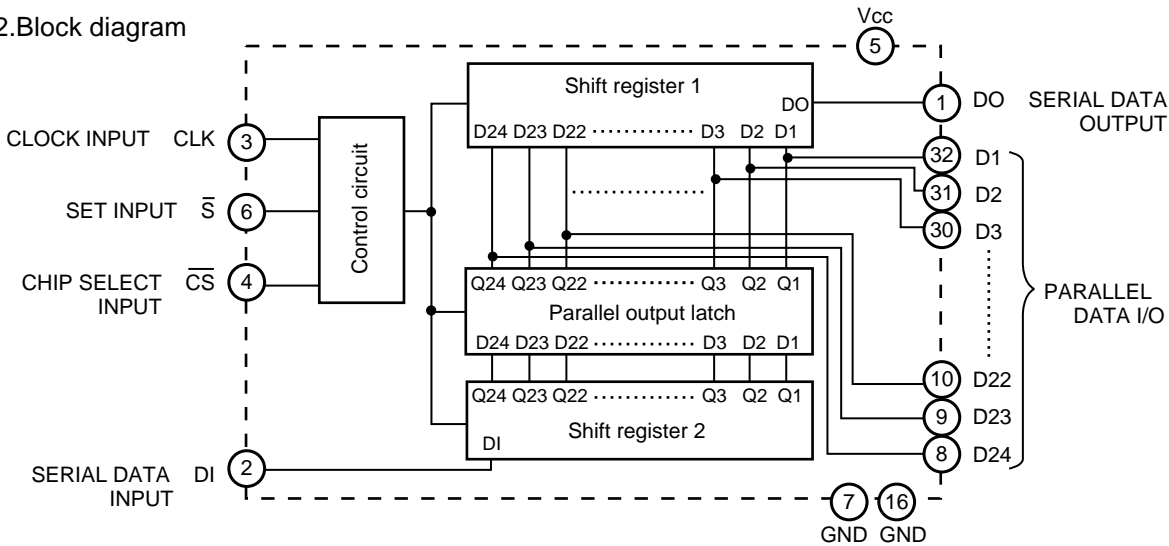 2.Block diagram
Vcc
5
Shift register 1
DO
D24 D23 D22 ............... D3 D2 D1
1 DO SERIAL DATA
OUTPUT
CLOCK INPUT CLK 3
SET INPUT S̅ 6
CHIP SELECT
INPUT
C̅S̅ 4
Control circuit
................
32 D1
31 D2
30 D3
PARALLEL
DATA I/O
Q24 Q23 Q22 ............... Q3 Q2 Q1
Parallel output latch
D24 D23 D22 ............... D3 D2 D1
10 D22
9 D23
8 D24
Q24 Q23 Q22 ............... Q3 Q2 Q1
Shift register 2
DI
SERIAL DATA
INPUT
DI 2
7 16
GND GND